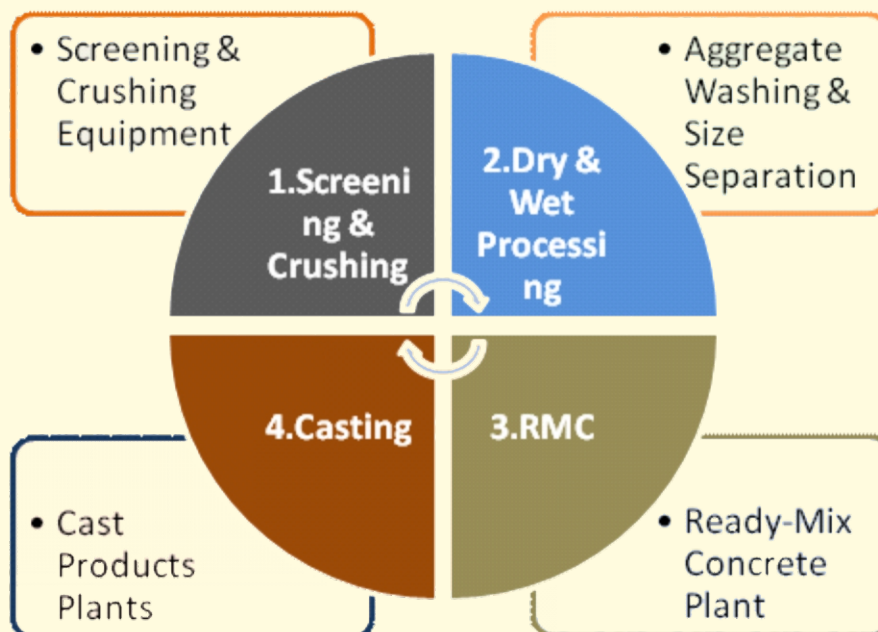 • Screening &
Crushing
Equipment
• Aggregate
Washing &
Size
Separation
1.Screeni
ng &
Crushing
2.Dry &
Wet
Processi
ng
4.Casting
3.RMC
• Cast
Products
Plants
• Ready-Mix
Concrete
Plant